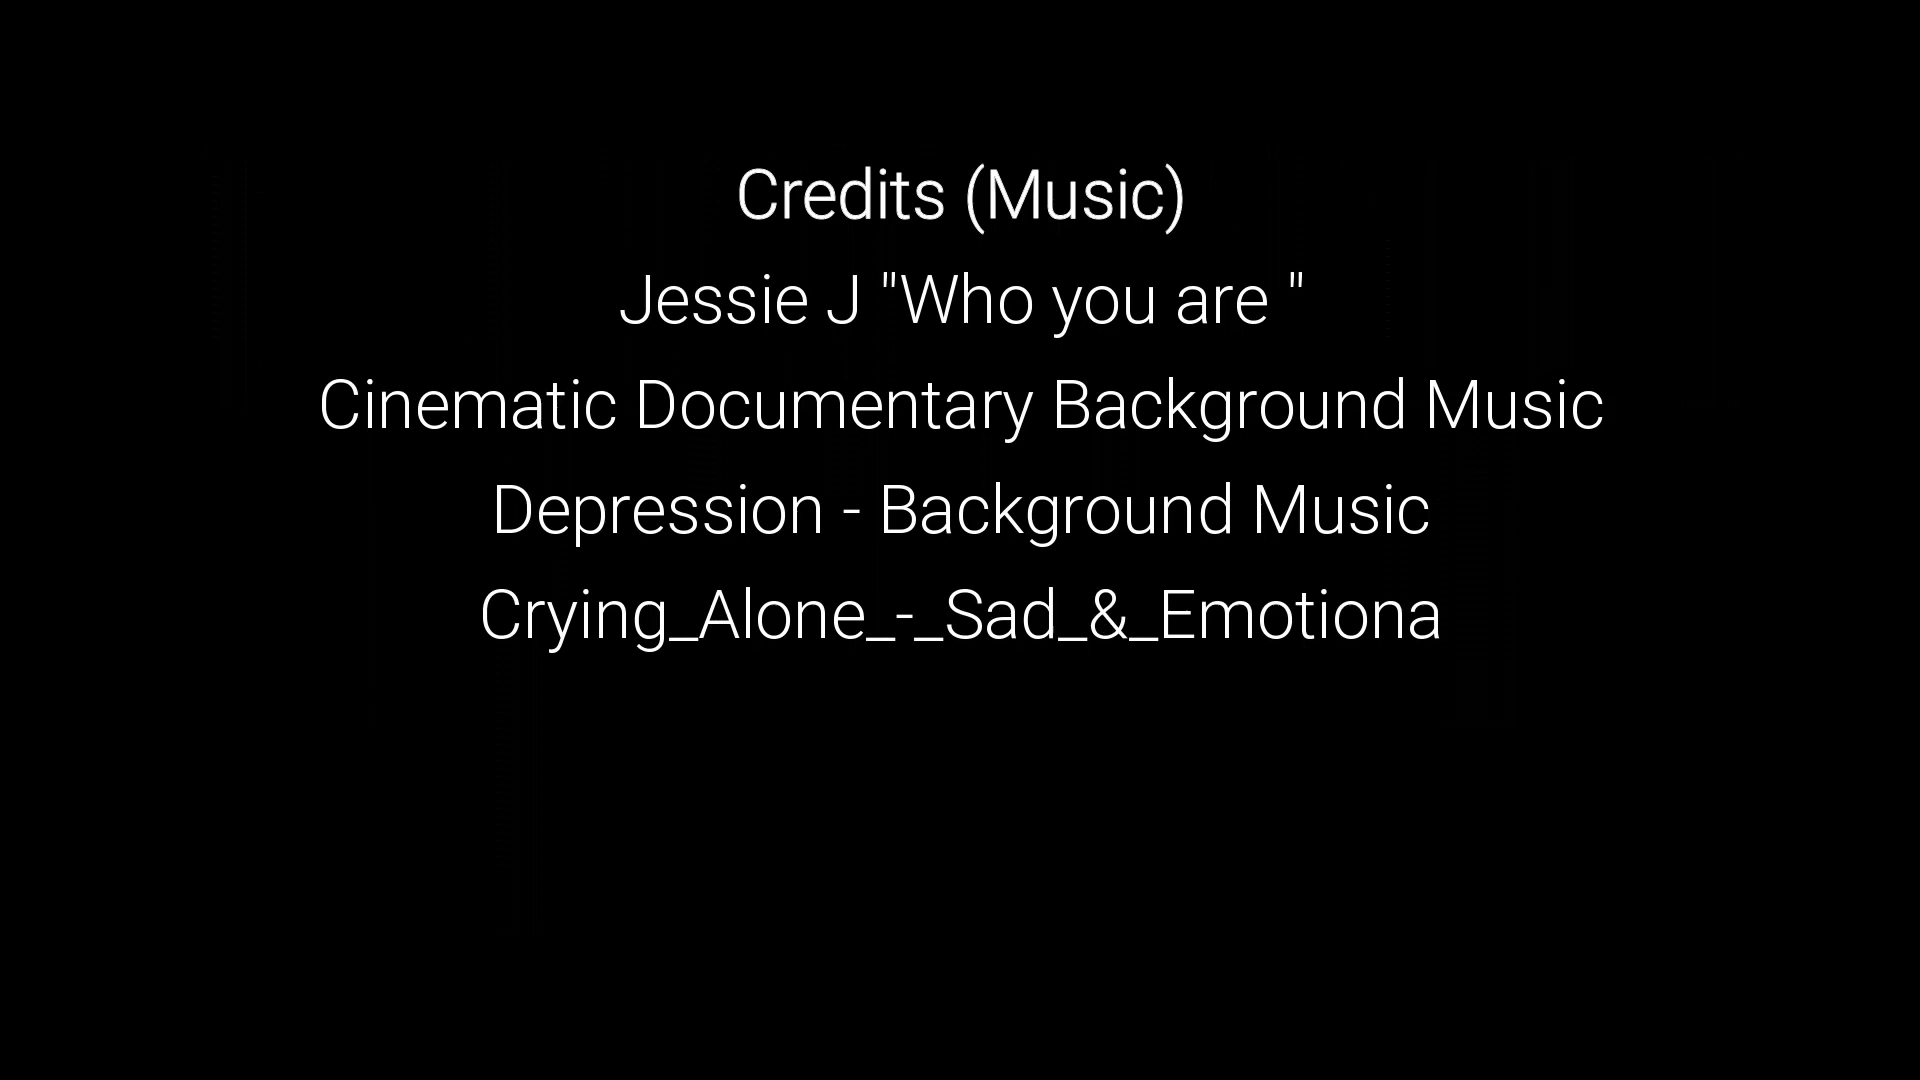 Credits (Music)
Jessie J "Who you are "
Cinematic Documentary Background Music
Depression - Background Music
Crying_Alone_-_Sad_&_Emotiona